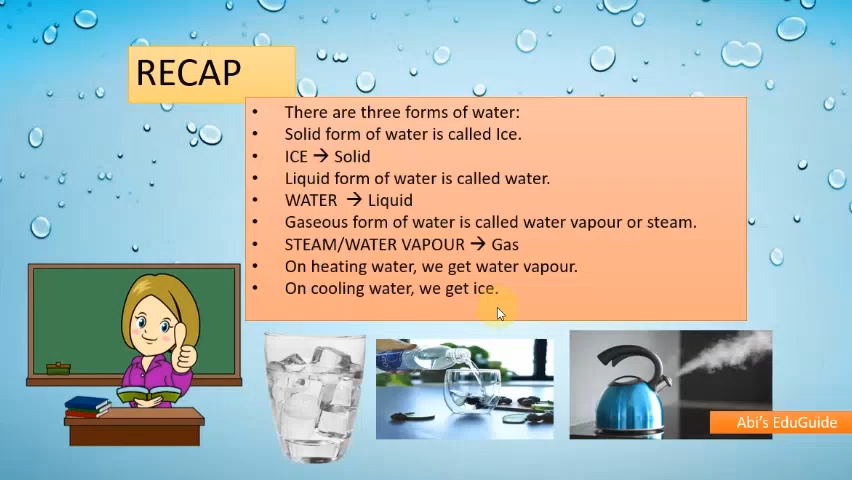 RECAP
• There are three forms of water:
• Solid form of water is called Ice.
• ICE → Solid
• Liquid form of water is called water.
• WATER → Liquid
• Gaseous form of water is called water vapour or steam.
• STEAM/WATER VAPOUR → Gas
• On heating water, we get water vapour.
• On cooling water, we get ice.
Abi's EduGuide